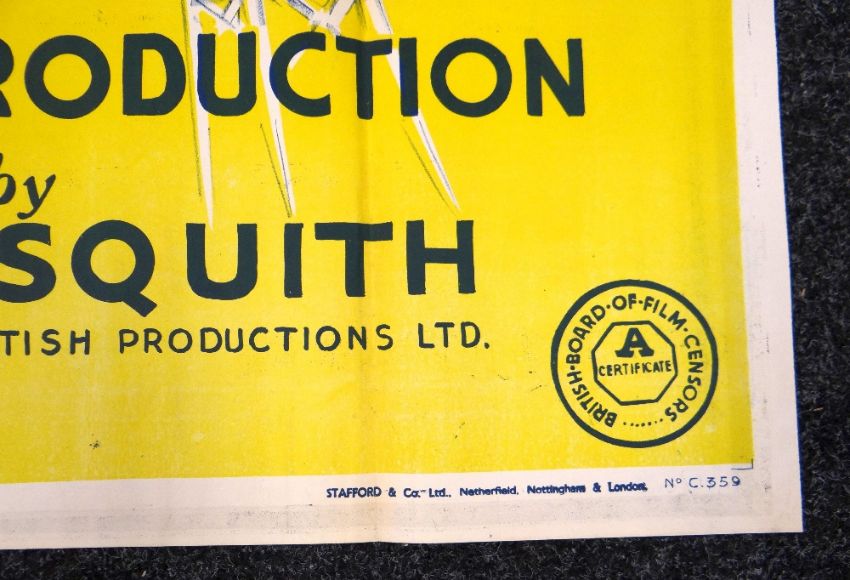 RODUCTION
by
SQUITH
TISH PRODUCTIONS LTD.
BRITISH·BOARD·OF·FILM·CENSORS......
A
CERTIFICATE
STAFFORD & Co. Ltd., Netherfield, Nottingham & London. Nº C.359